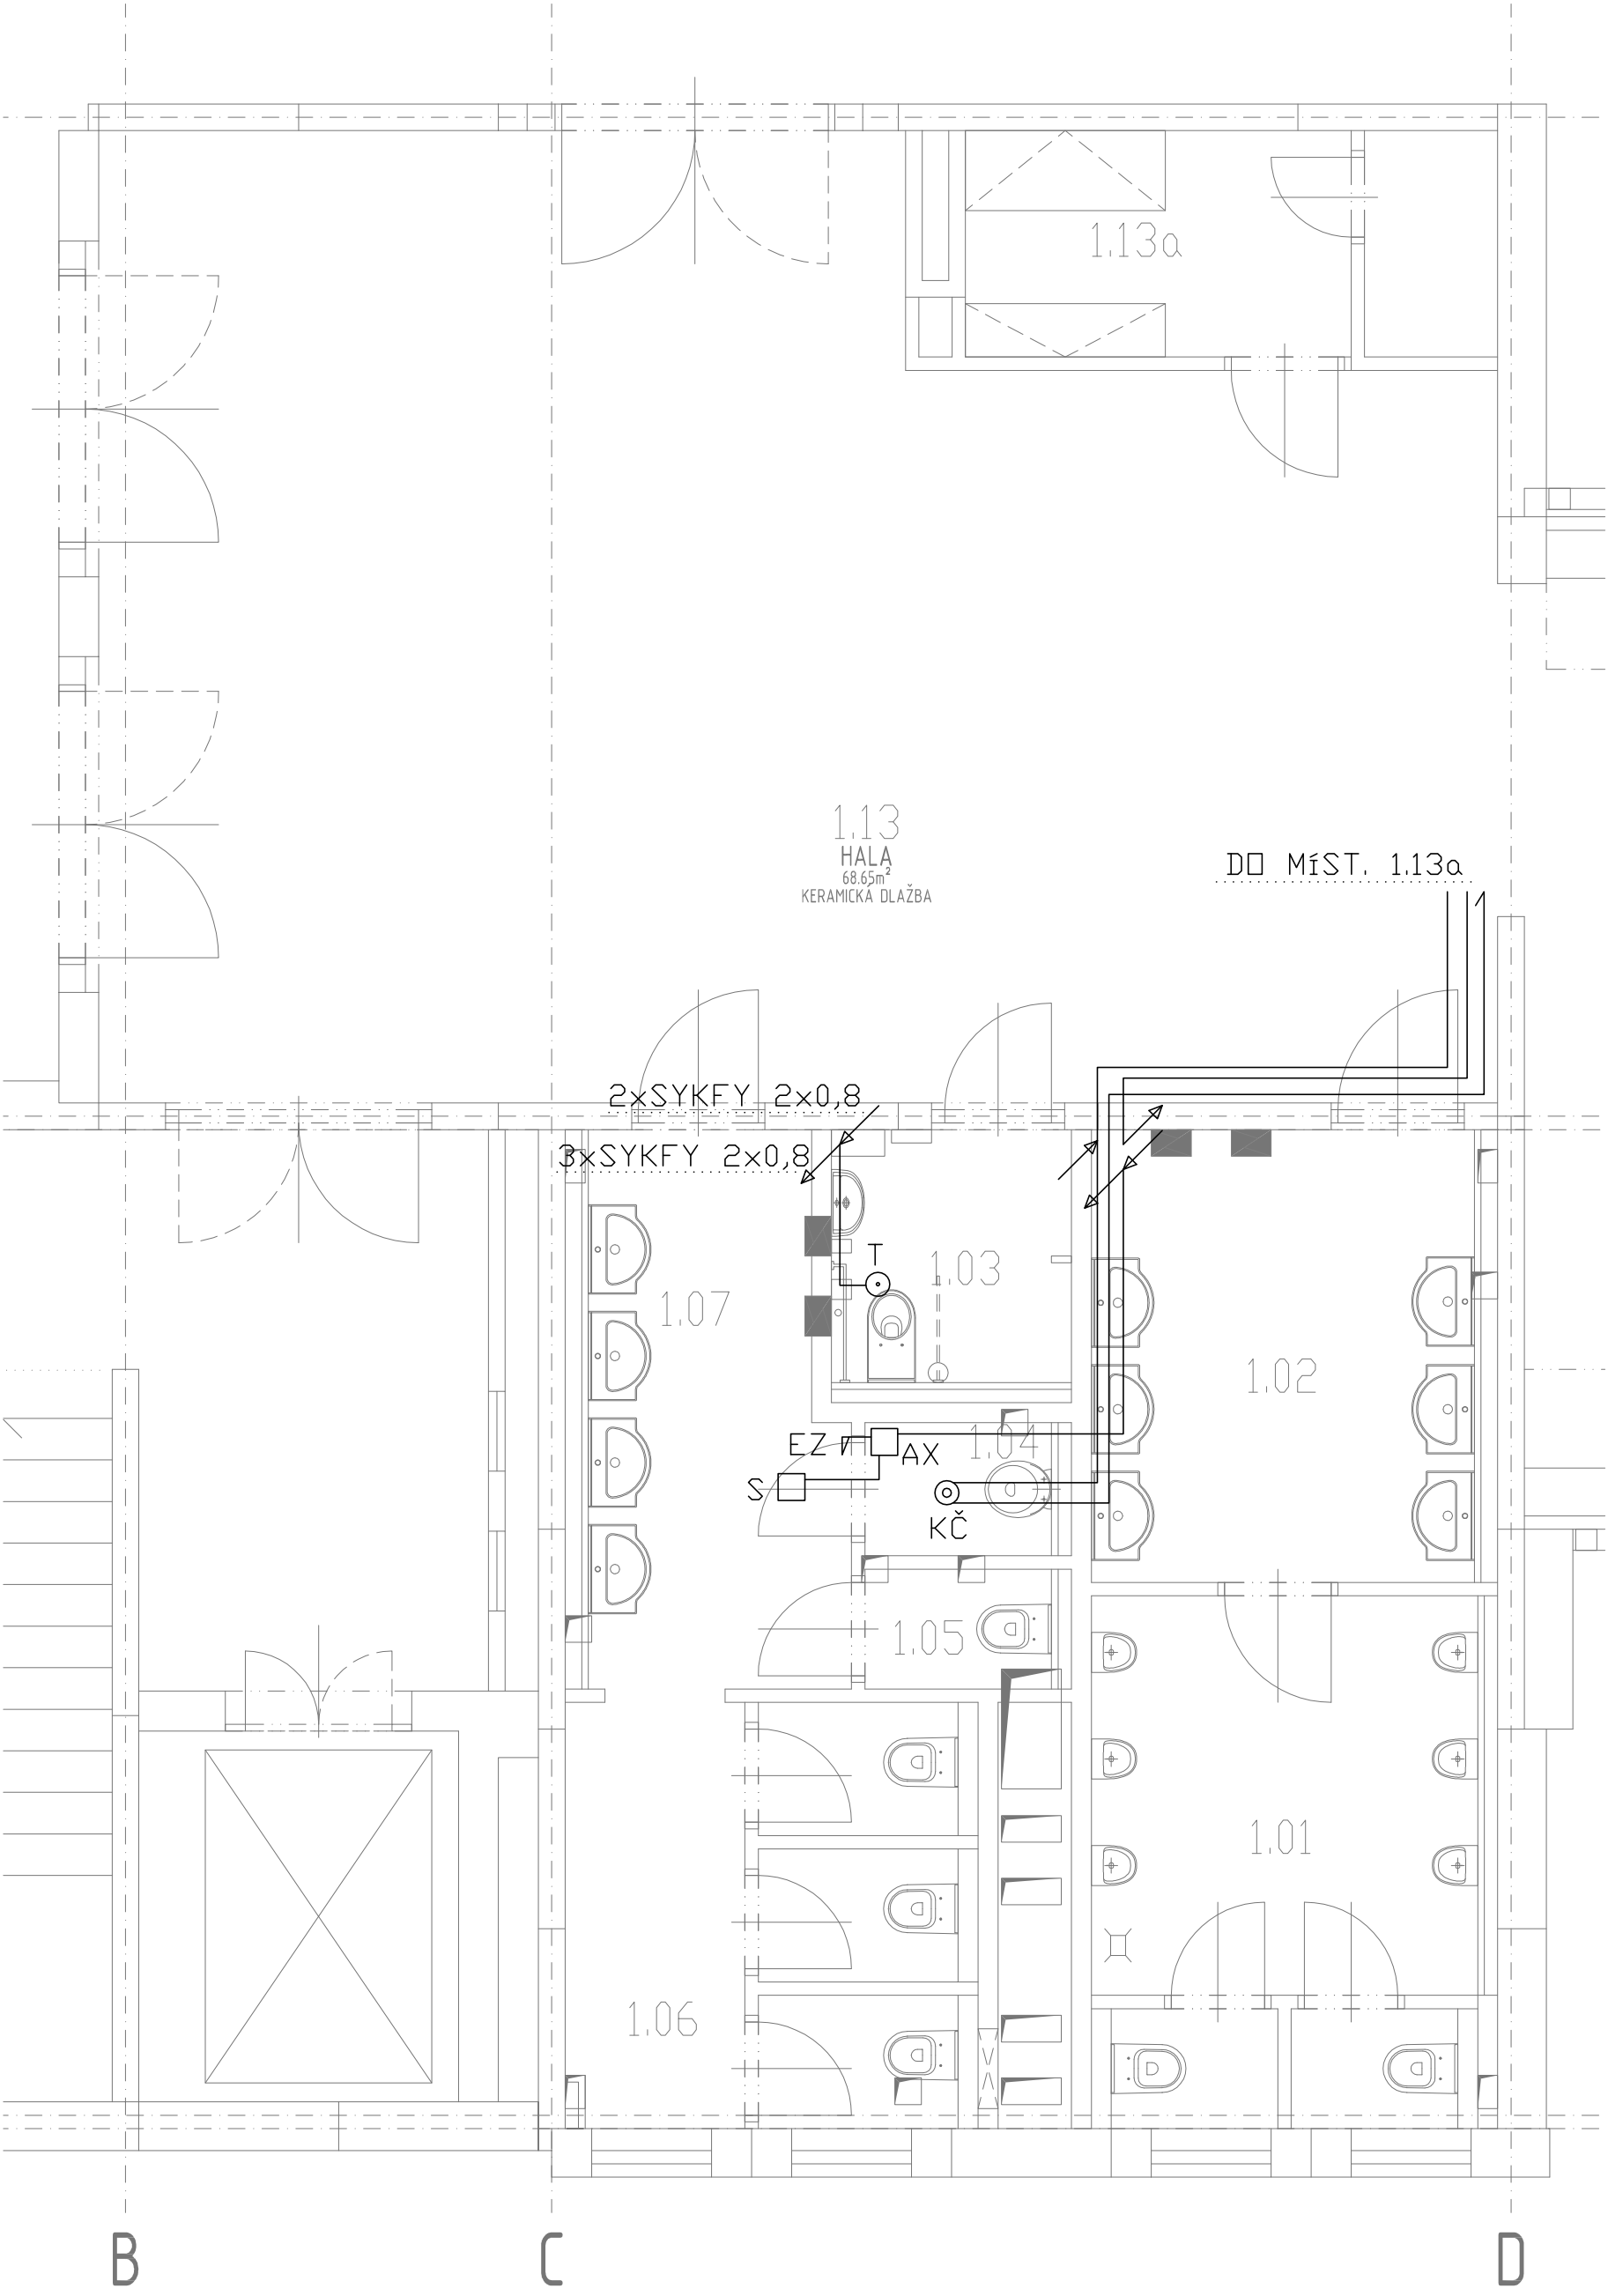 1.13a
1.13
HALA
68.65m²
KERAMICKÁ DLAŽBA
DO MíST. 1.13a
2xSYKFY 2x0,8
3xSYKFY 2x0,8
T
1.03
1.07
1.02
EZ
AX
1.04
S
KČ
1.05
1.01
1.06
B
C
D